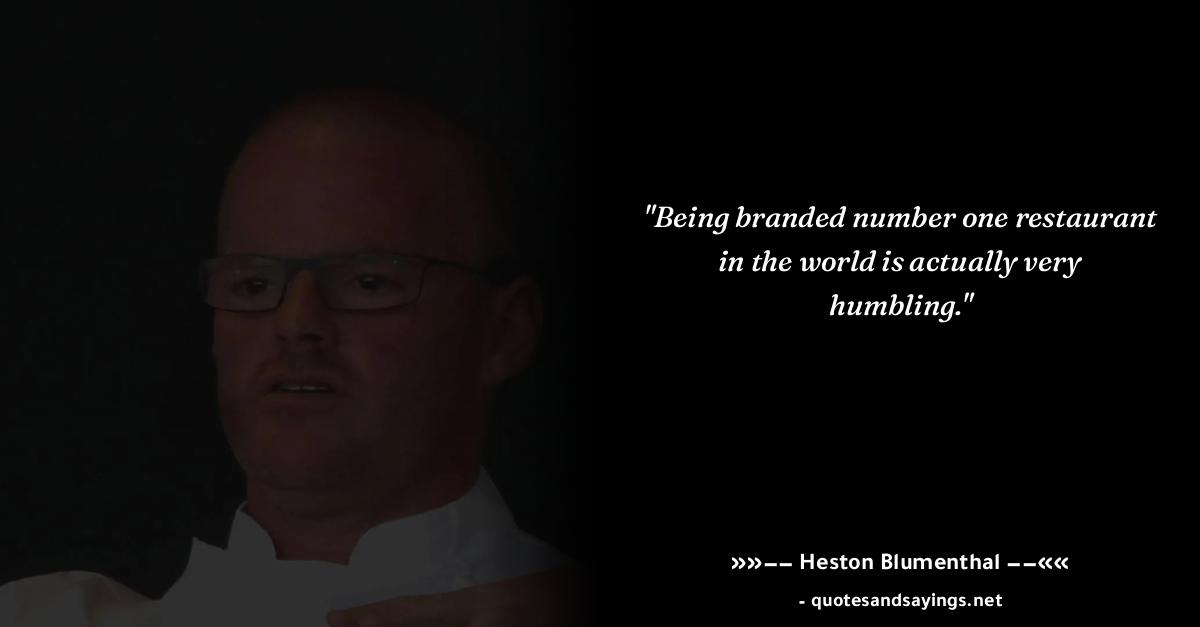 "Being branded number one restaurant
in the world is actually very
humbling."
»»−− Heston Blumenthal −−««
- quotesandsayings.net